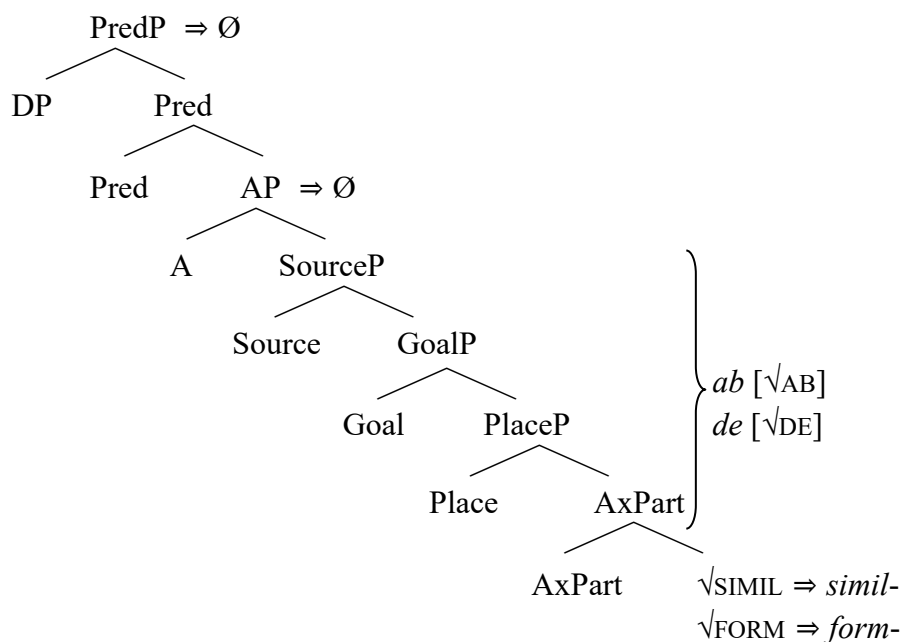 PredP ⇒ Ø
DP Pred
Pred AP ⇒ Ø
A SourceP
Source GoalP
ab [√AB]
Goal PlaceP de [√DE]
Place AxPart
AxPart √SIMIL ⇒ simil-
√FORM ⇒ form-